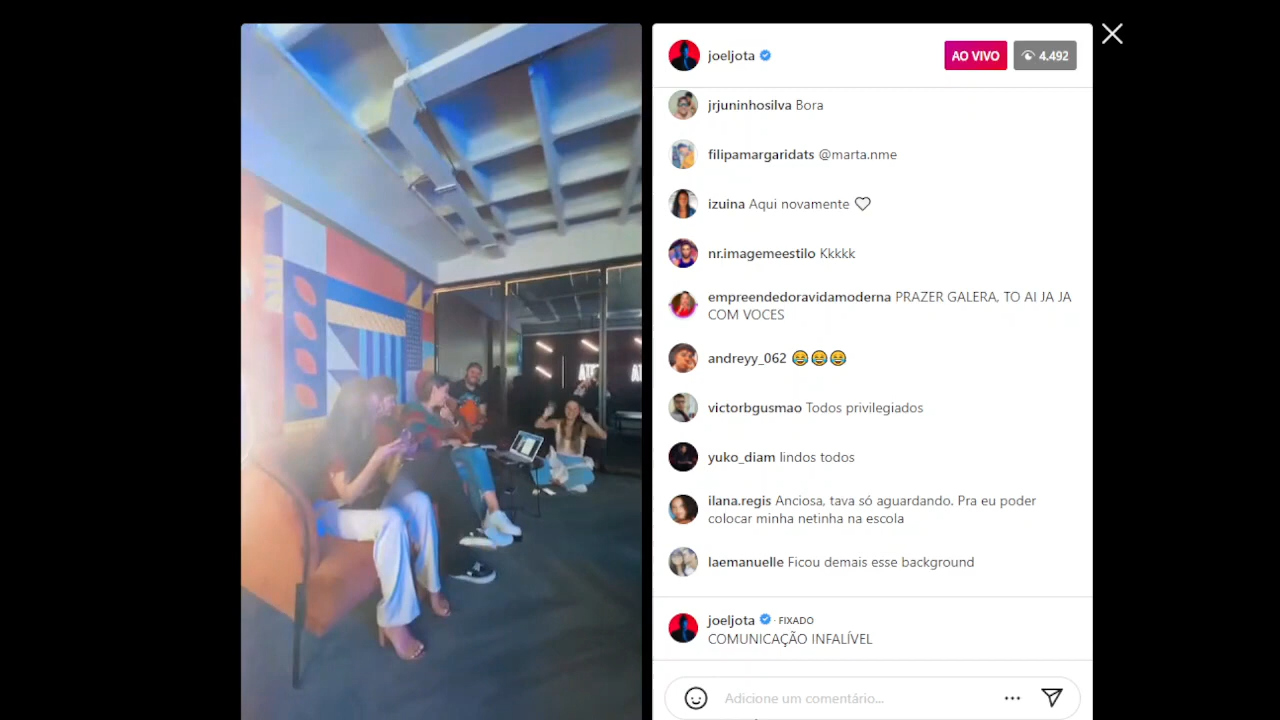 joeljota
AO VIVO
4.492
jrjuninhosilva Bora
filipamargaridats @marta.nme
izuina Aqui novamente
nr.imagemeestilo Kkkkk
empreendedoravidamoderna PRAZER GALERA, TO AI JA JA
COM VOCES
andreyy_062 😂😂😂
victorbgusmao Todos privilegiados
yuko_diam lindos todos
ilana.regis Anciosa, tava só aguardando. Pra eu poder
colocar minha netinha na escola
laemanuelle Ficou demais esse background
joeljota · FIXADO
COMUNICAÇÃO INFALÍVEL
Adicione um comentário...